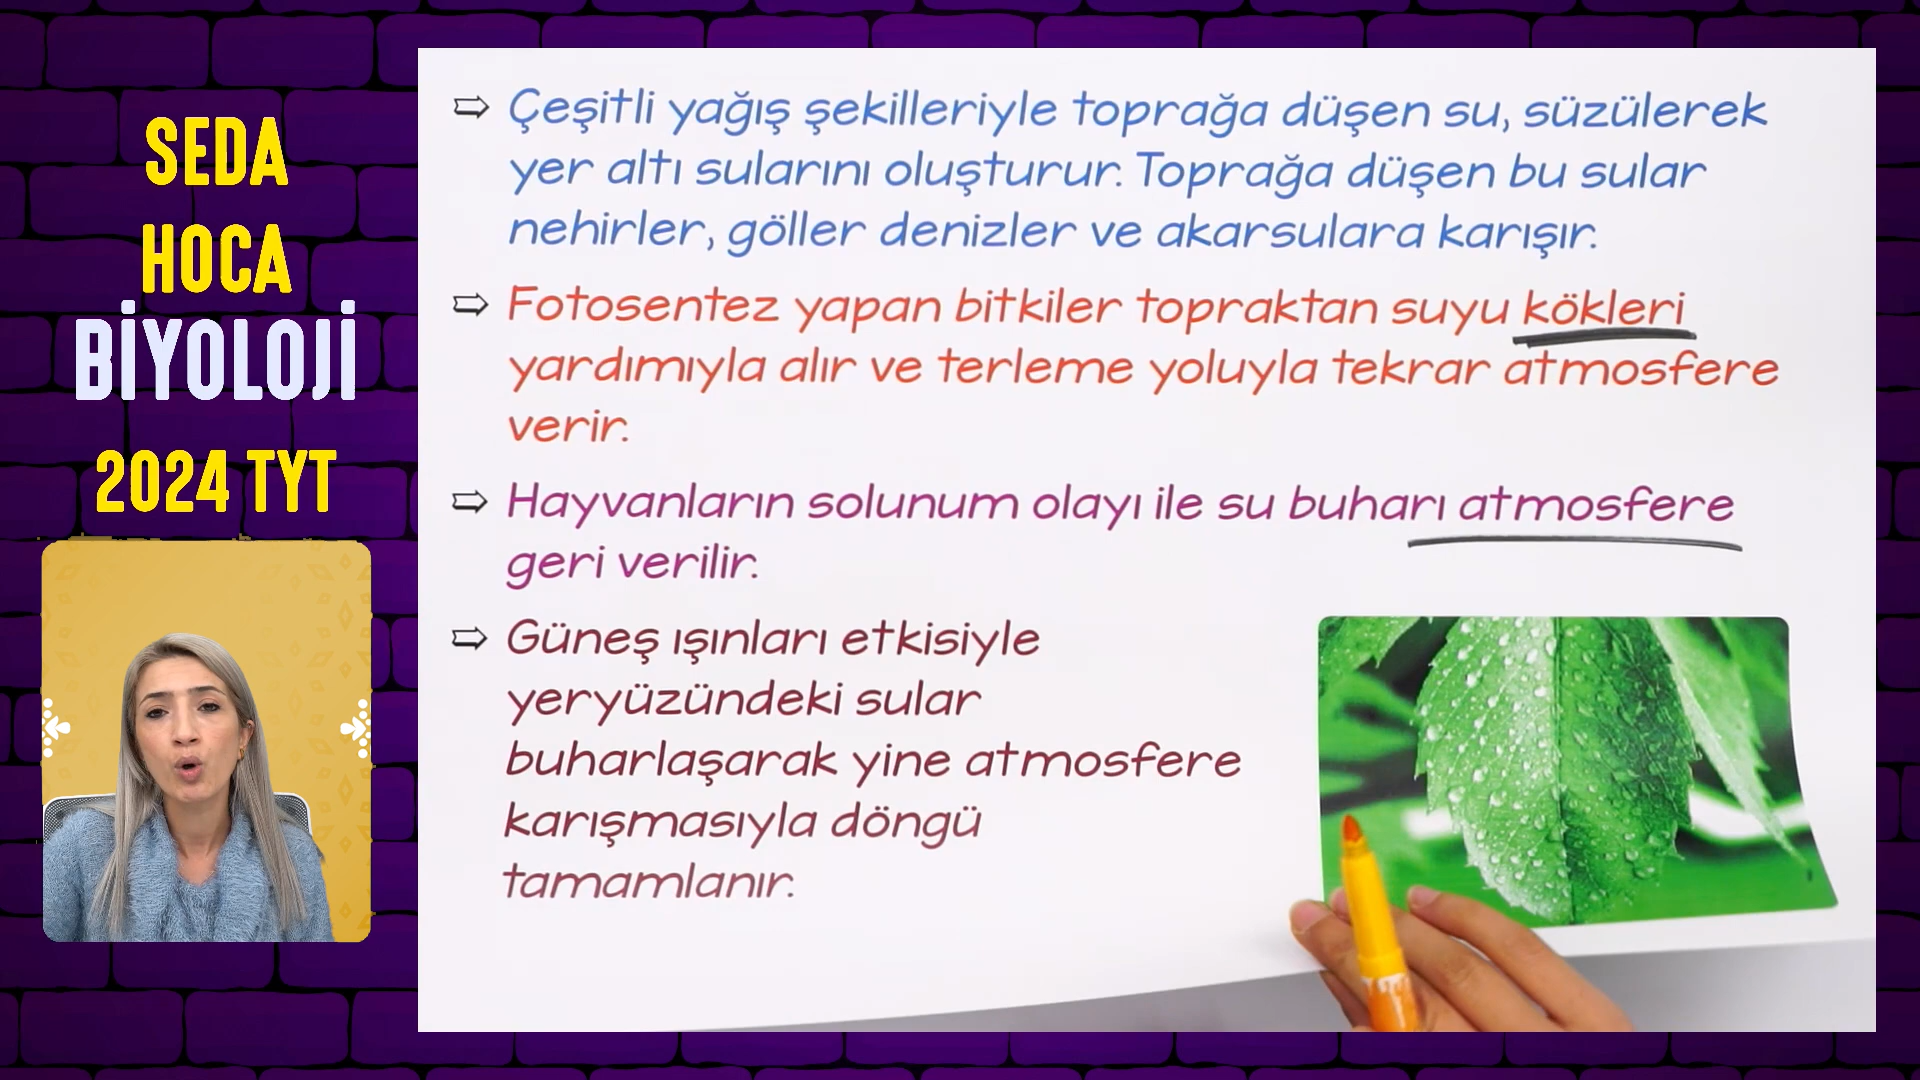 SEDA
HOCA
BİYOLOJİ
2024 TYT
⇨ Çeşitli yağış şekilleriyle toprağa düşen su, süzülerek
yer altı sularını oluşturur. Toprağa düşen bu sular
nehirler, göller denizler ve akarsulara karışır.
⇨ Fotosentez yapan bitkiler topraktan suyu kökleri
yardımıyla alır ve terleme yoluyla tekrar atmosfere
verir.
⇨ Hayvanların solunum olayı ile su buharı atmosfere
geri verilir.
⇨ Güneş ışınları etkisiyle
yeryüzündeki sular
buharlaşarak yine atmosfere
karışmasıyla döngü
tamamlanır.